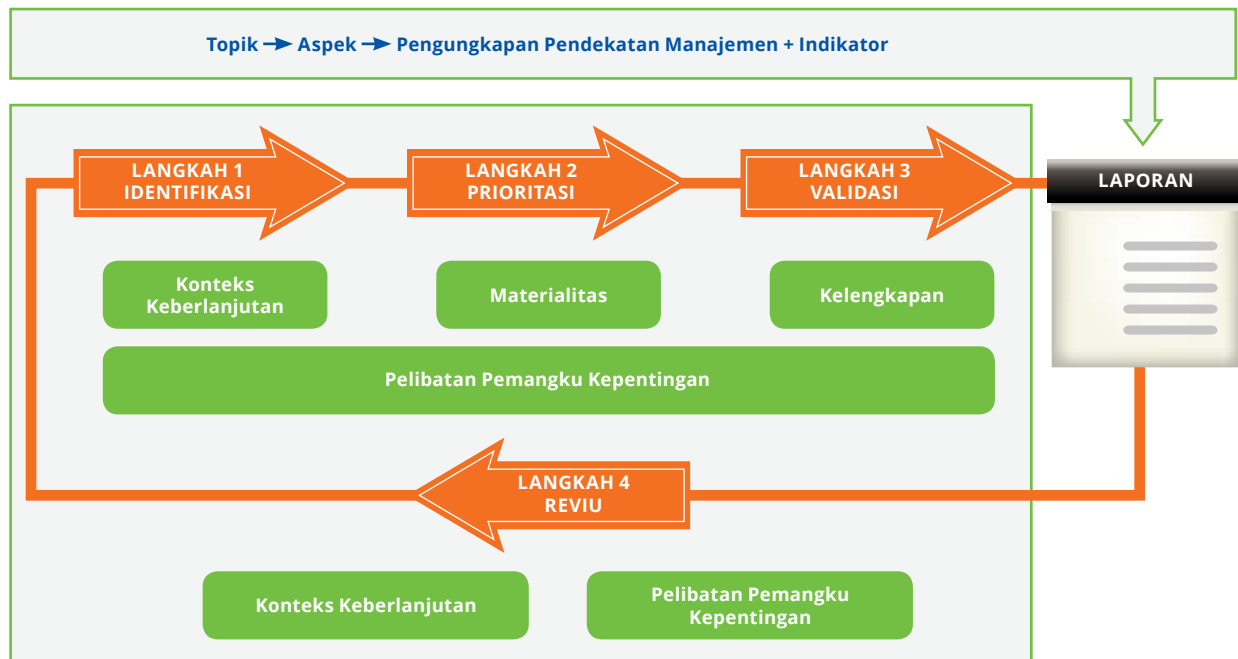 Topik → Aspek → Pengungkapan Pendekatan Manajemen + Indikator
LANGKAH 1
IDENTIFIKASI
LANGKAH 2
PRIORITASI
LANGKAH 3
VALIDASI
LAPORAN
Konteks
Keberlanjutan
Materialitas
Kelengkapan
Pelibatan Pemangku Kepentingan
LANGKAH 4
REVIU
Konteks Keberlanjutan
Pelibatan Pemangku
Kepentingan